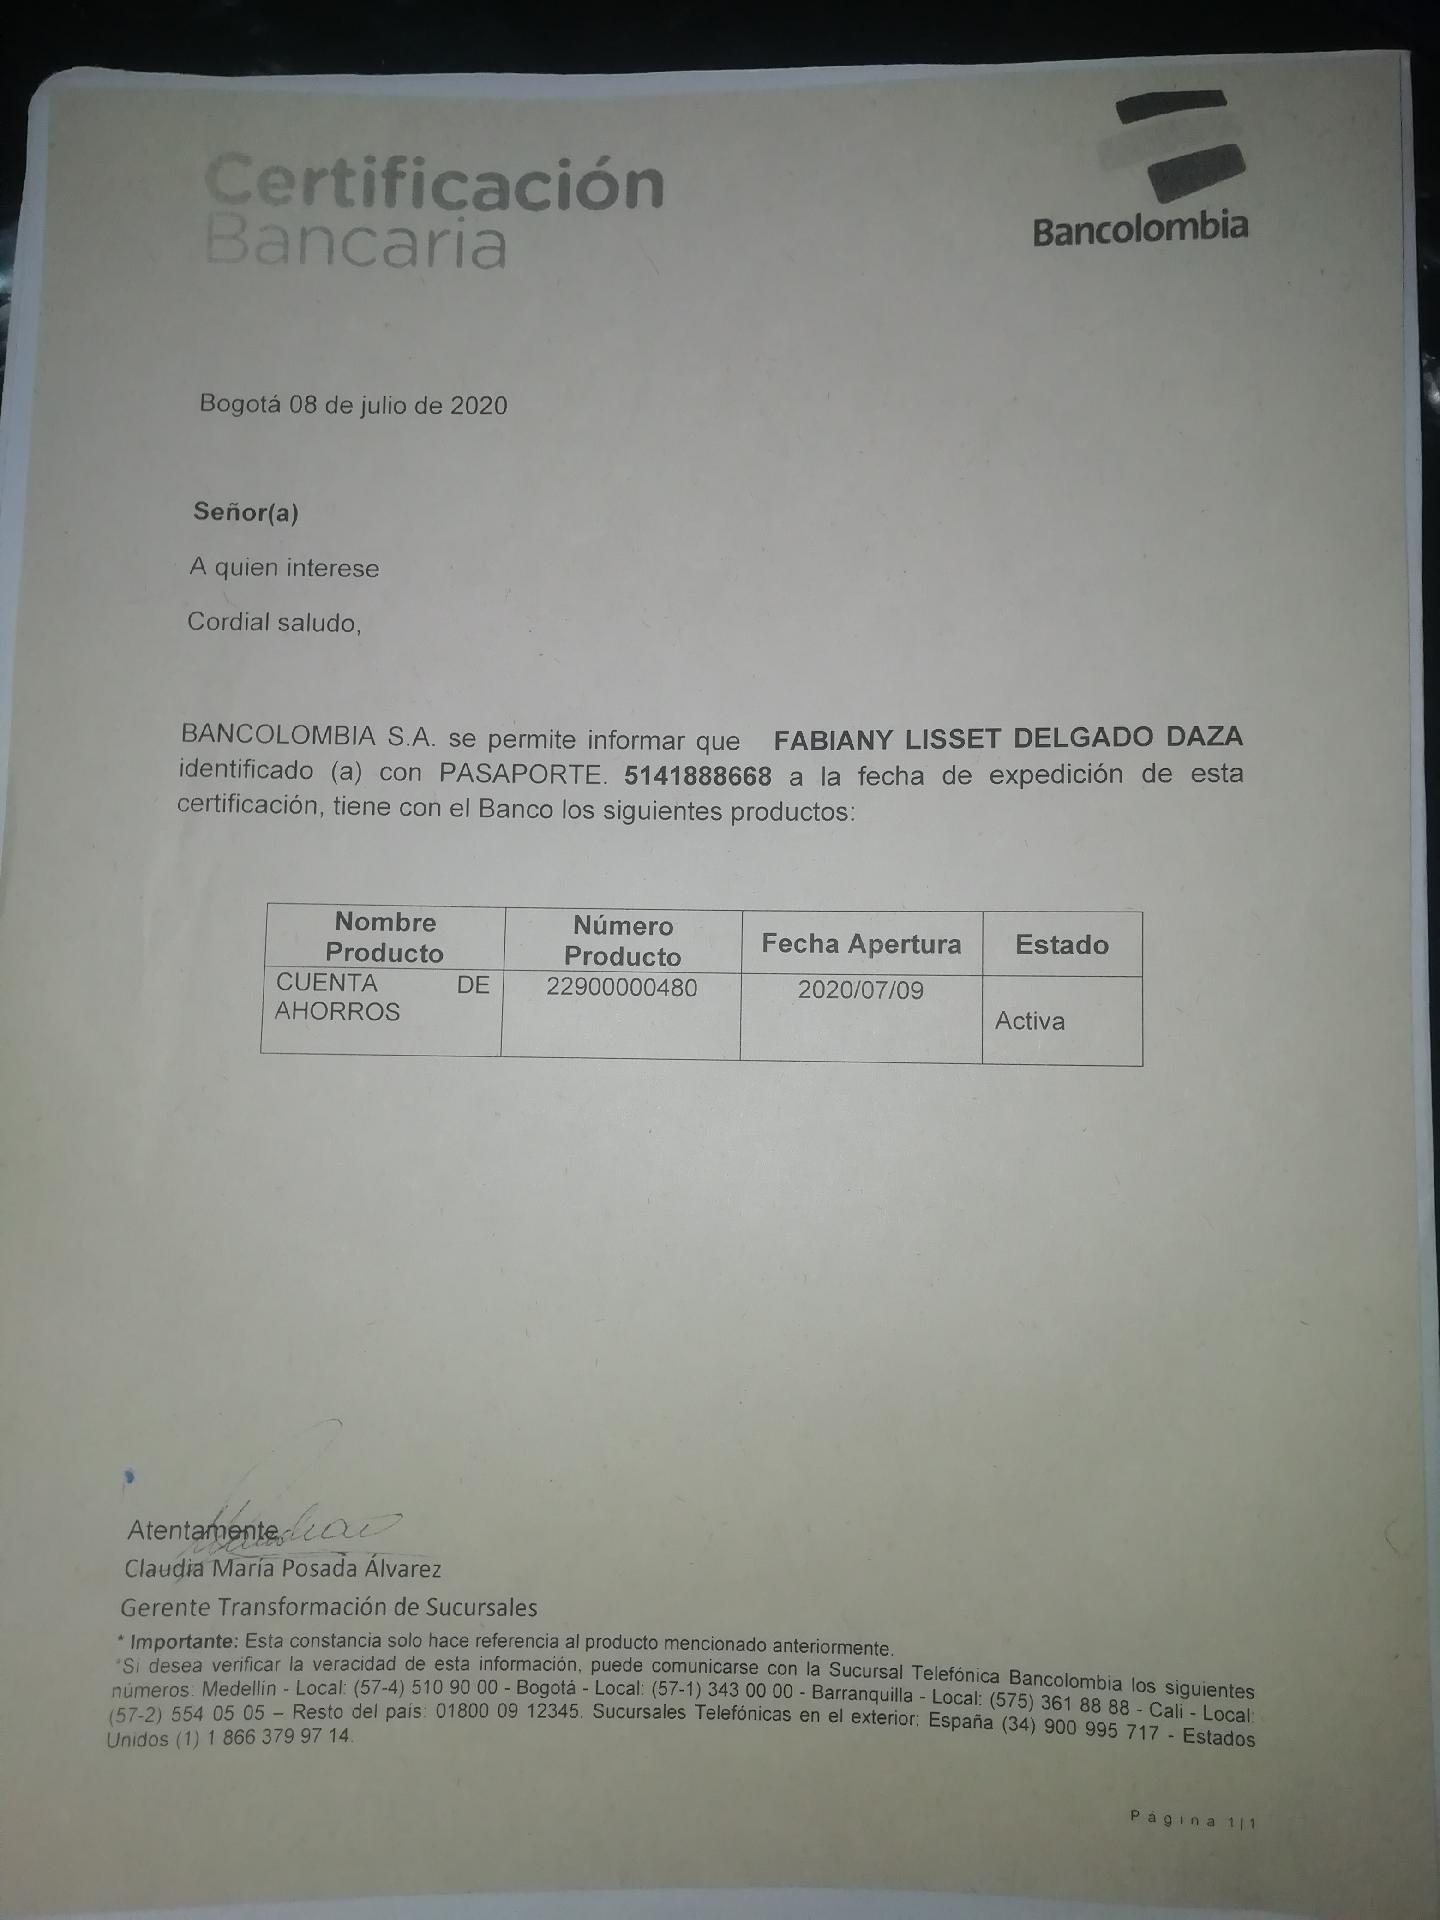 Certificación
Bancaria
Bancolombia
Bogotá 08 de julio de 2020
Señor(a)
A quien interese
Cordial saludo,
BANCOLOMBIA S.A. se permite informar que FABIANY LISSET DELGADO DAZA
identificado (a) con PASAPORTE. 5141888668 a la fecha de expedición de esta
certificación, tiene con el Banco los siguientes productos:
Nombre Producto Número Producto Fecha Apertura Estado
CUENTA DE AHORROS 22900000480 2020/07/09 Activa
Atentamente
Claudia María Posada Álvarez
Gerente Transformación de Sucursales
* Importante: Esta constancia solo hace referencia al producto mencionado anteriormente.
*Si desea verificar la veracidad de esta información, puede comunicarse con la Sucursal Telefónica Bancolombia los siguientes
números: Medellín - Local: (57-4) 510 90 00 - Bogotá - Local: (57-1) 343 00 00 - Barranquilla - Local: (575) 361 88 88 - Cali - Local:
(57-2) 554 05 05 – Resto del país: 01800 09 12345. Sucursales Telefónicas en el exterior: España (34) 900 995 717 - Estados
Unidos (1) 1 866 379 97 14.
Página 1|1